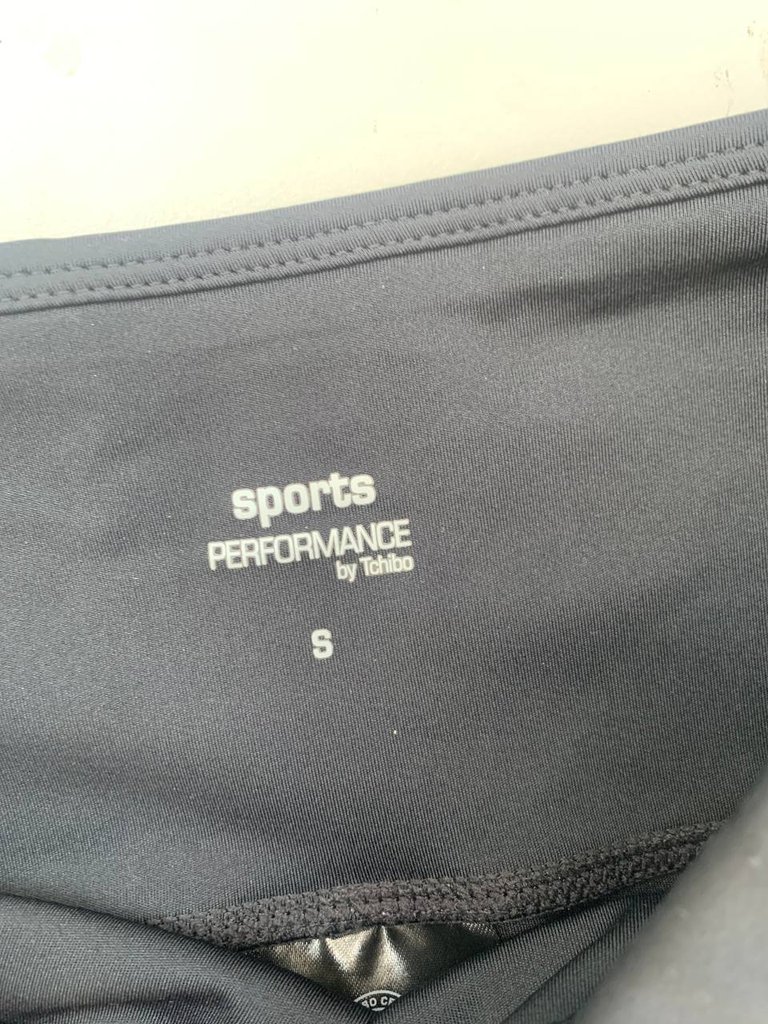 sports
PERFORMANCE
by Tchibo
S